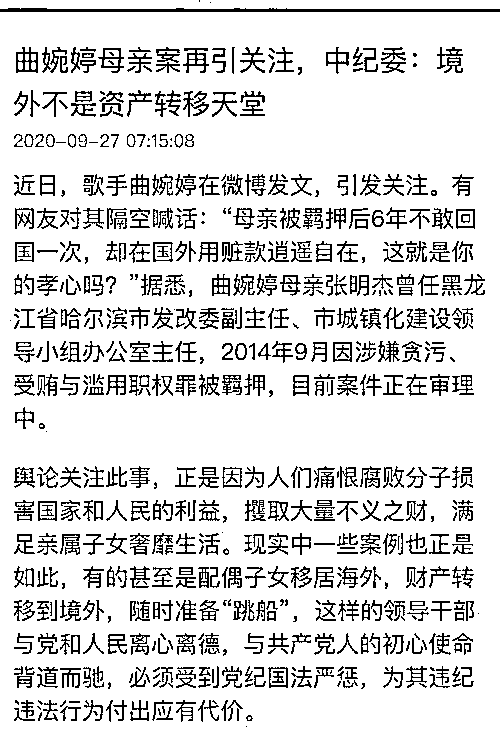 曲婉婷母亲案再引关注，中纪委：境
外不是资产转移天堂
2020-09-27 07:15:08
近日，歌手曲婉婷在微博发文，引发关注。有
网友对其隔空喊话：“母亲被羁押后6年不敢回
国一次，却在国外用赃款逍遥自在，这就是你
的孝心吗？”据悉，曲婉婷母亲张明杰曾任黑龙
江省哈尔滨市发改委副主任、市城镇化建设领
导小组办公室主任，2014年9月因涉嫌贪污、
受贿与滥用职权罪被羁押，目前案件正在审理
中。
舆论关注此事，正是因为人们痛恨腐败分子损
害国家和人民的利益，攫取大量不义之财，满
足亲属子女奢靡生活。现实中一些案例也正是
如此，有的甚至是配偶子女移居海外，财产转
移到境外，随时准备“跳船”，这样的领导干部
与党和人民离心离德，与共产党人的初心使命
背道而驰，必须受到党纪国法严惩，为其违纪
违法行为付出应有代价。